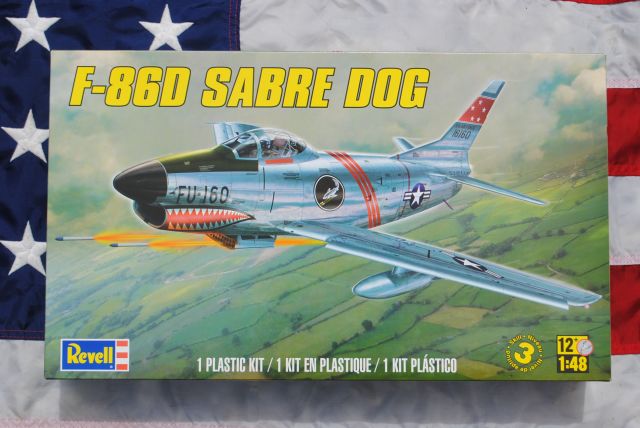 F-86D SABRE DOG
16160
FU-160
Revell
1 PLASTIC KIT / 1 KIT EN PLASTIQUE / 1 KIT PLÁSTICO
3
12
1:48